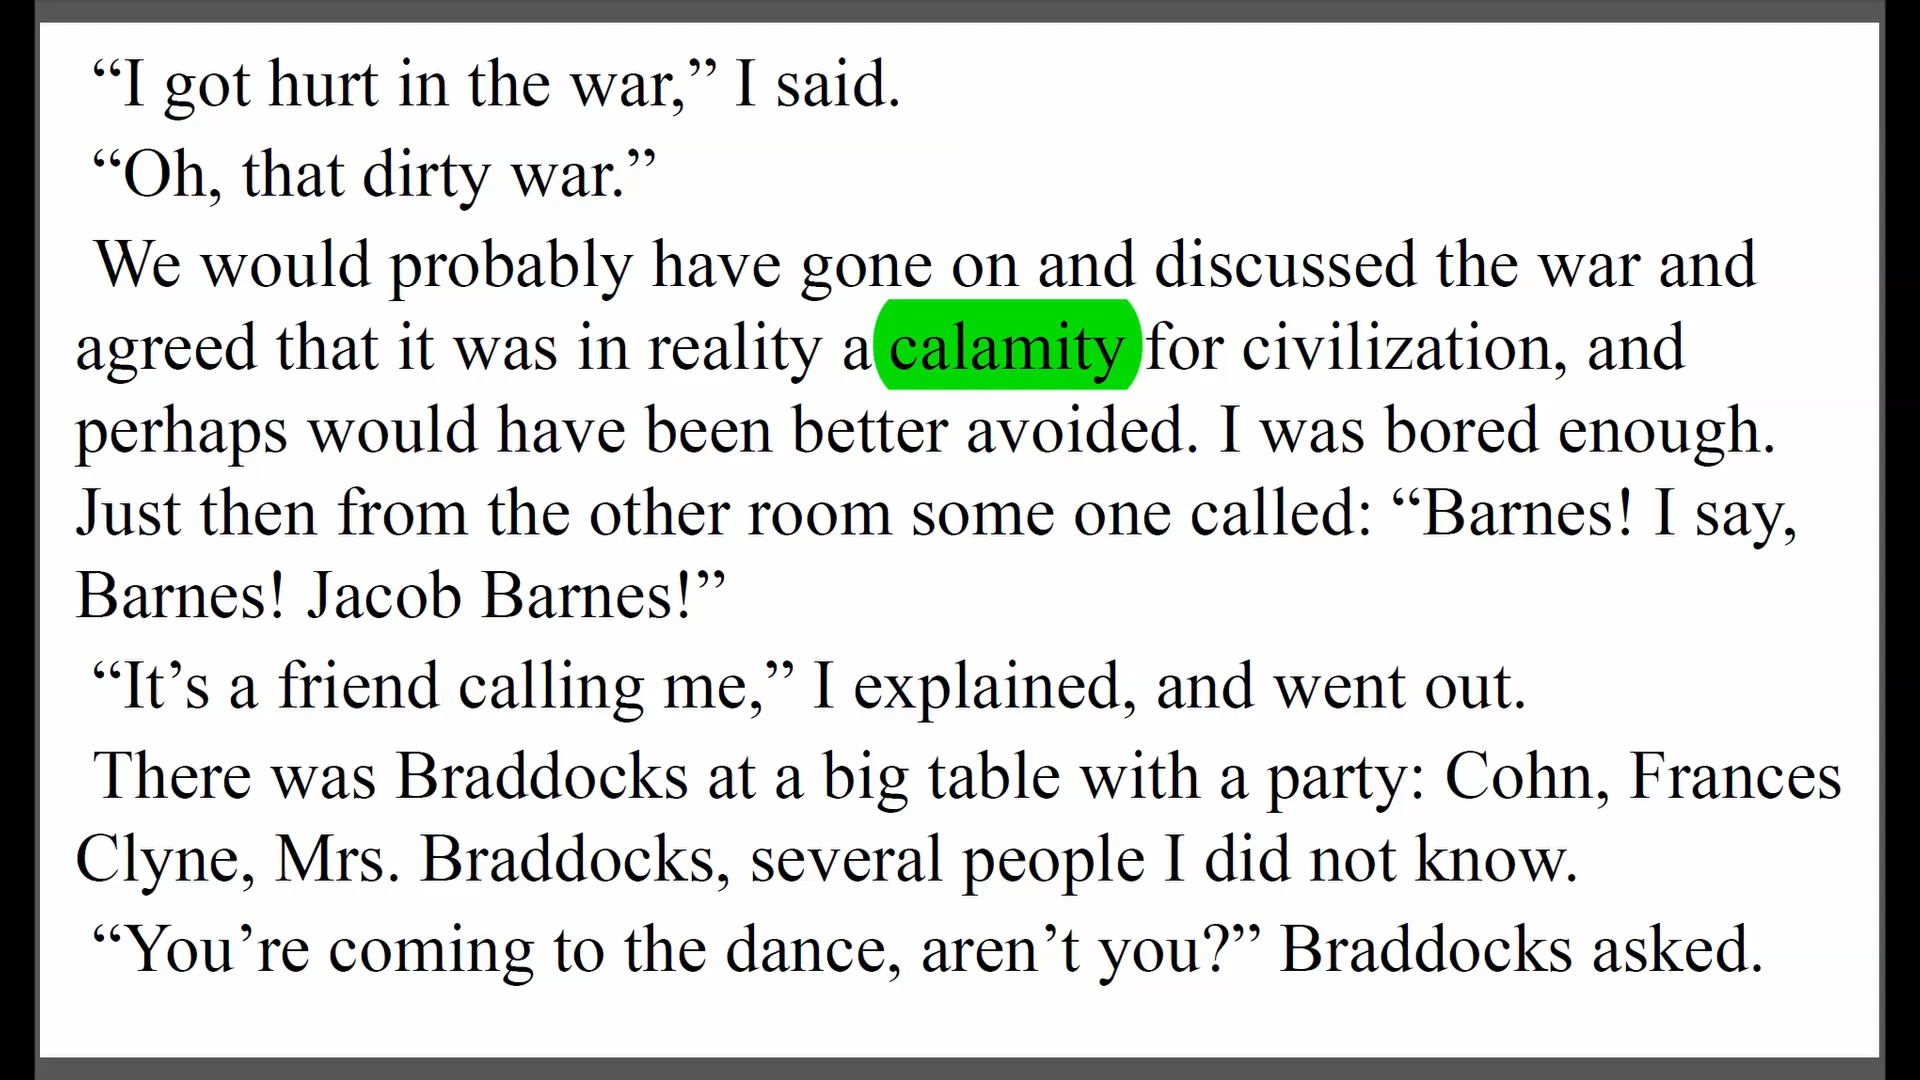 “I got hurt in the war,” I said.
“Oh, that dirty war.”
We would probably have gone on and discussed the war and
agreed that it was in reality a calamity for civilization, and
perhaps would have been better avoided. I was bored enough.
Just then from the other room some one called: “Barnes! I say,
Barnes! Jacob Barnes!”
“It’s a friend calling me,” I explained, and went out.
There was Braddocks at a big table with a party: Cohn, Frances
Clyne, Mrs. Braddocks, several people I did not know.
“You’re coming to the dance, aren’t you?” Braddocks asked.